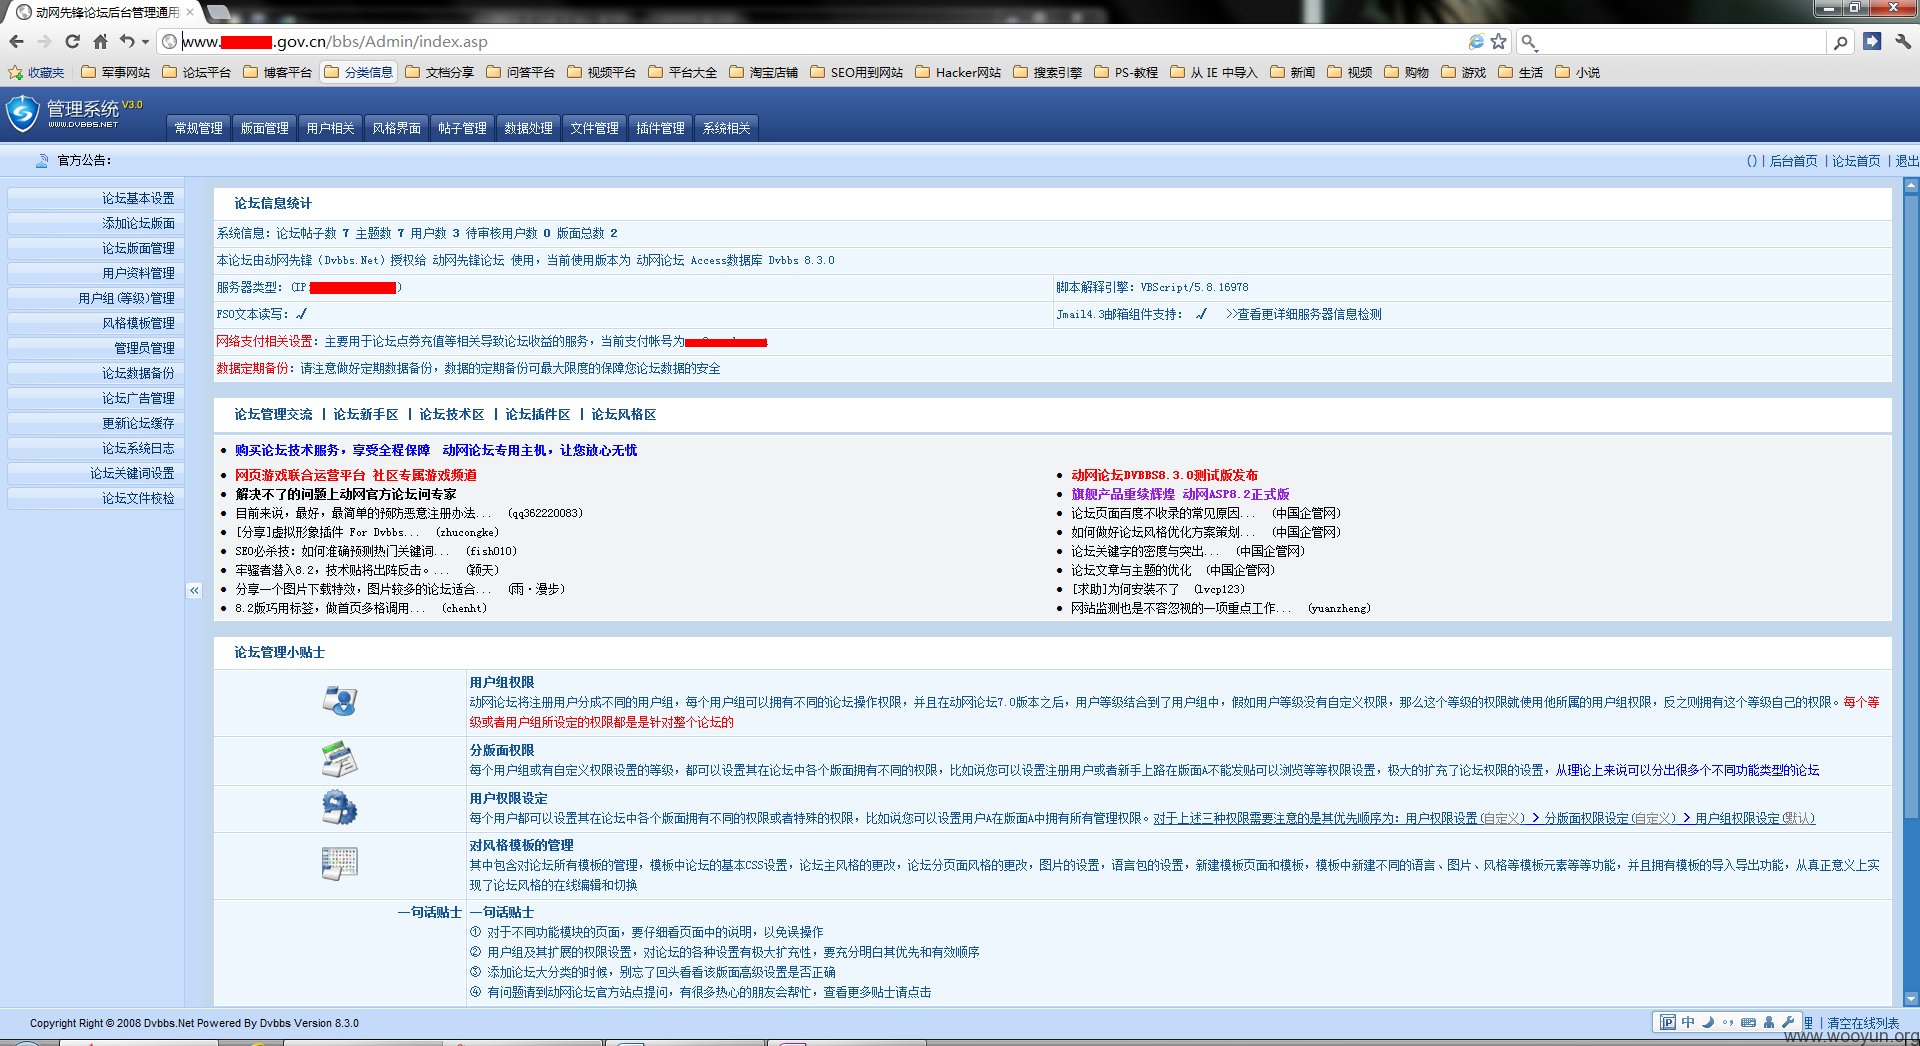 动网先锋论坛后台管理通用
www. .gov.cn/bbs/Admin/index.asp
收藏夹 军事网站 论坛平台 博客平台 分类信息 文档分享 问答平台 视频平台 平台大全 淘宝店铺 SEO用到网站 Hacker网站 搜索引擎 PS-教程 从 IE 中导入 新闻 视频 购物 游戏 生活 小说
管理系统 V3.0
WWW.DVBBS.NET
常规管理 版面管理 用户相关 风格界面 帖子管理 数据处理 文件管理 插件管理 系统相关
官方公告：
() | 后台首页 | 论坛首页 | 退出
论坛基本设置
添加论坛版面
论坛版面管理
用户资料管理
用户组(等级)管理
风格模板管理
管理员管理
论坛数据备份
论坛广告管理
更新论坛缓存
论坛系统日志
论坛关键词设置
论坛文件校检
论坛信息统计
系统信息：论坛帖子数 7 主题数 7 用户数 3 待审核用户数 0 版面总数 2
本论坛由动网先锋（Dvbbs.Net）授权给 动网先锋论坛 使用，当前使用版本为 动网论坛 Access数据库 Dvbbs 8.3.0
服务器类型：(IP: )
脚本解释引擎：VBScript/5.8.16978
FSO文本读写：√
Jmail4.3邮箱组件支持： √ >>查看更详细服务器信息检测
网络支付相关设置：主要用于论坛点券充值等相关导致论坛收益的服务，当前支付帐号为
数据定期备份：请注意做好定期数据备份，数据的定期备份可最大限度的保障您论坛数据的安全
论坛管理交流 | 论坛新手区 | 论坛技术区 | 论坛插件区 | 论坛风格区
购买论坛技术服务，享受全程保障 动网论坛专用主机，让您放心无忧
网页游戏联合运营平台 社区专属游戏频道
动网论坛DVBBS8.3.0测试版发布
解决不了的问题上动网官方论坛问专家
旗舰产品重续辉煌 动网ASP8.2正式版
目前来说，最好，最简单的预防恶意注册办法... (qq362220083)
论坛页面百度不收录的常见原因... (中国企管网)
[分享]虚拟形象插件 For Dvbbs... (zhucongke)
如何做好论坛风格优化方案策划... (中国企管网)
SEO必杀技：如何准确预测热门关键词... (fish010)
论坛关键字的密度与突出... (中国企管网)
牢骚者潜入8.2，技术贴将出阵反击。... (颖天)
论坛文章与主题的优化 (中国企管网)
分享一个图片下载特效，图片较多的论坛适合... (雨·漫步)
[求助]为何安装不了 (lvcp123)
8.2版巧用标签，做首页多格调用... (chenht)
网站监测也是不容忽视的一项重点工作... (yuanzheng)
论坛管理小贴士
用户组权限
动网论坛将注册用户分成不同的用户组，每个用户组可以拥有不同的论坛操作权限，并且在动网论坛7.0版本之后，用户等级结合到了用户组中，假如用户等级没有自定义权限，那么这个等级的权限就使用他所属的用户组权限，反之则拥有这个等级自己的权限。每个等
级或者用户组所设定的权限都是是针对整个论坛的
分版面权限
每个用户组或有自定义权限设置的等级，都可以设置其在论坛中各个版面拥有不同的权限，比如说您可以设置注册用户或者新手上路在版面A不能发贴可以浏览等等权限设置，极大的扩充了论坛权限的设置，从理论上来说可以分出很多个不同功能类型的论坛
用户权限设定
每个用户都可以设置其在论坛中各个版面拥有不同的权限或者特殊的权限，比如说您可以设置用户A在版面A中拥有所有管理权限。对于上述三种权限需要注意的是其优先顺序为：用户权限设置(自定义) > 分版面权限设定(自定义) > 用户组权限设定(默认)
对风格模板的管理
其中包含对论坛所有模板的管理，模板中论坛的基本CSS设置，论坛主风格的更改，论坛分页面风格的更改，图片的设置，语言包的设置，新建模板页面和模板，模板中新建不同的语言、图片、风格等模板元素等等功能，并且拥有模板的导入导出功能，从真正意义上实
现了论坛风格的在线编辑和切换
一句话贴士 一句话贴士
① 对于不同功能模块的页面，要仔细看页面中的说明，以免误操作
② 用户组及其扩展的权限设置，对论坛的各种设置有极大扩充性，要充分明白其优先和有效顺序
③ 添加论坛大分类的时候，别忘了回头看看该版面高级设置是否正确
④ 有问题请到动网论坛官方站点提问，有很多热心的朋友会帮忙，查看更多贴士请点击
Copyright Right © 2008 Dvbbs.Net Powered By Dvbbs Version 8.3.0
中
理 | 清空在线列表
www.wooyun.org